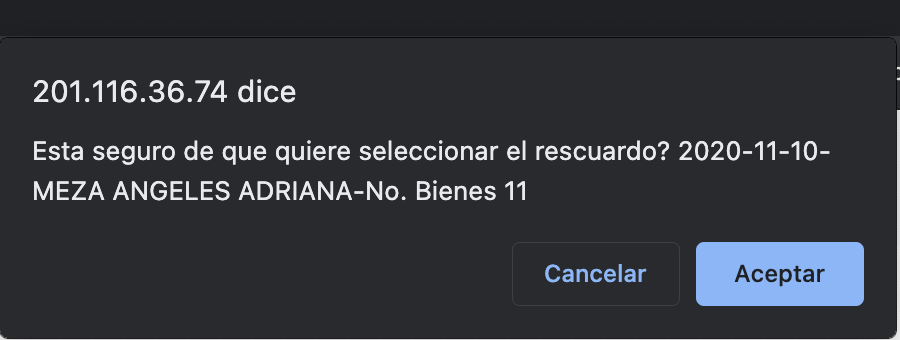 201.116.36.74 dice
Esta seguro de que quiere seleccionar el rescuardo? 2020-11-10-
MEZA ANGELES ADRIANA-No. Bienes 11
Cancelar
Aceptar